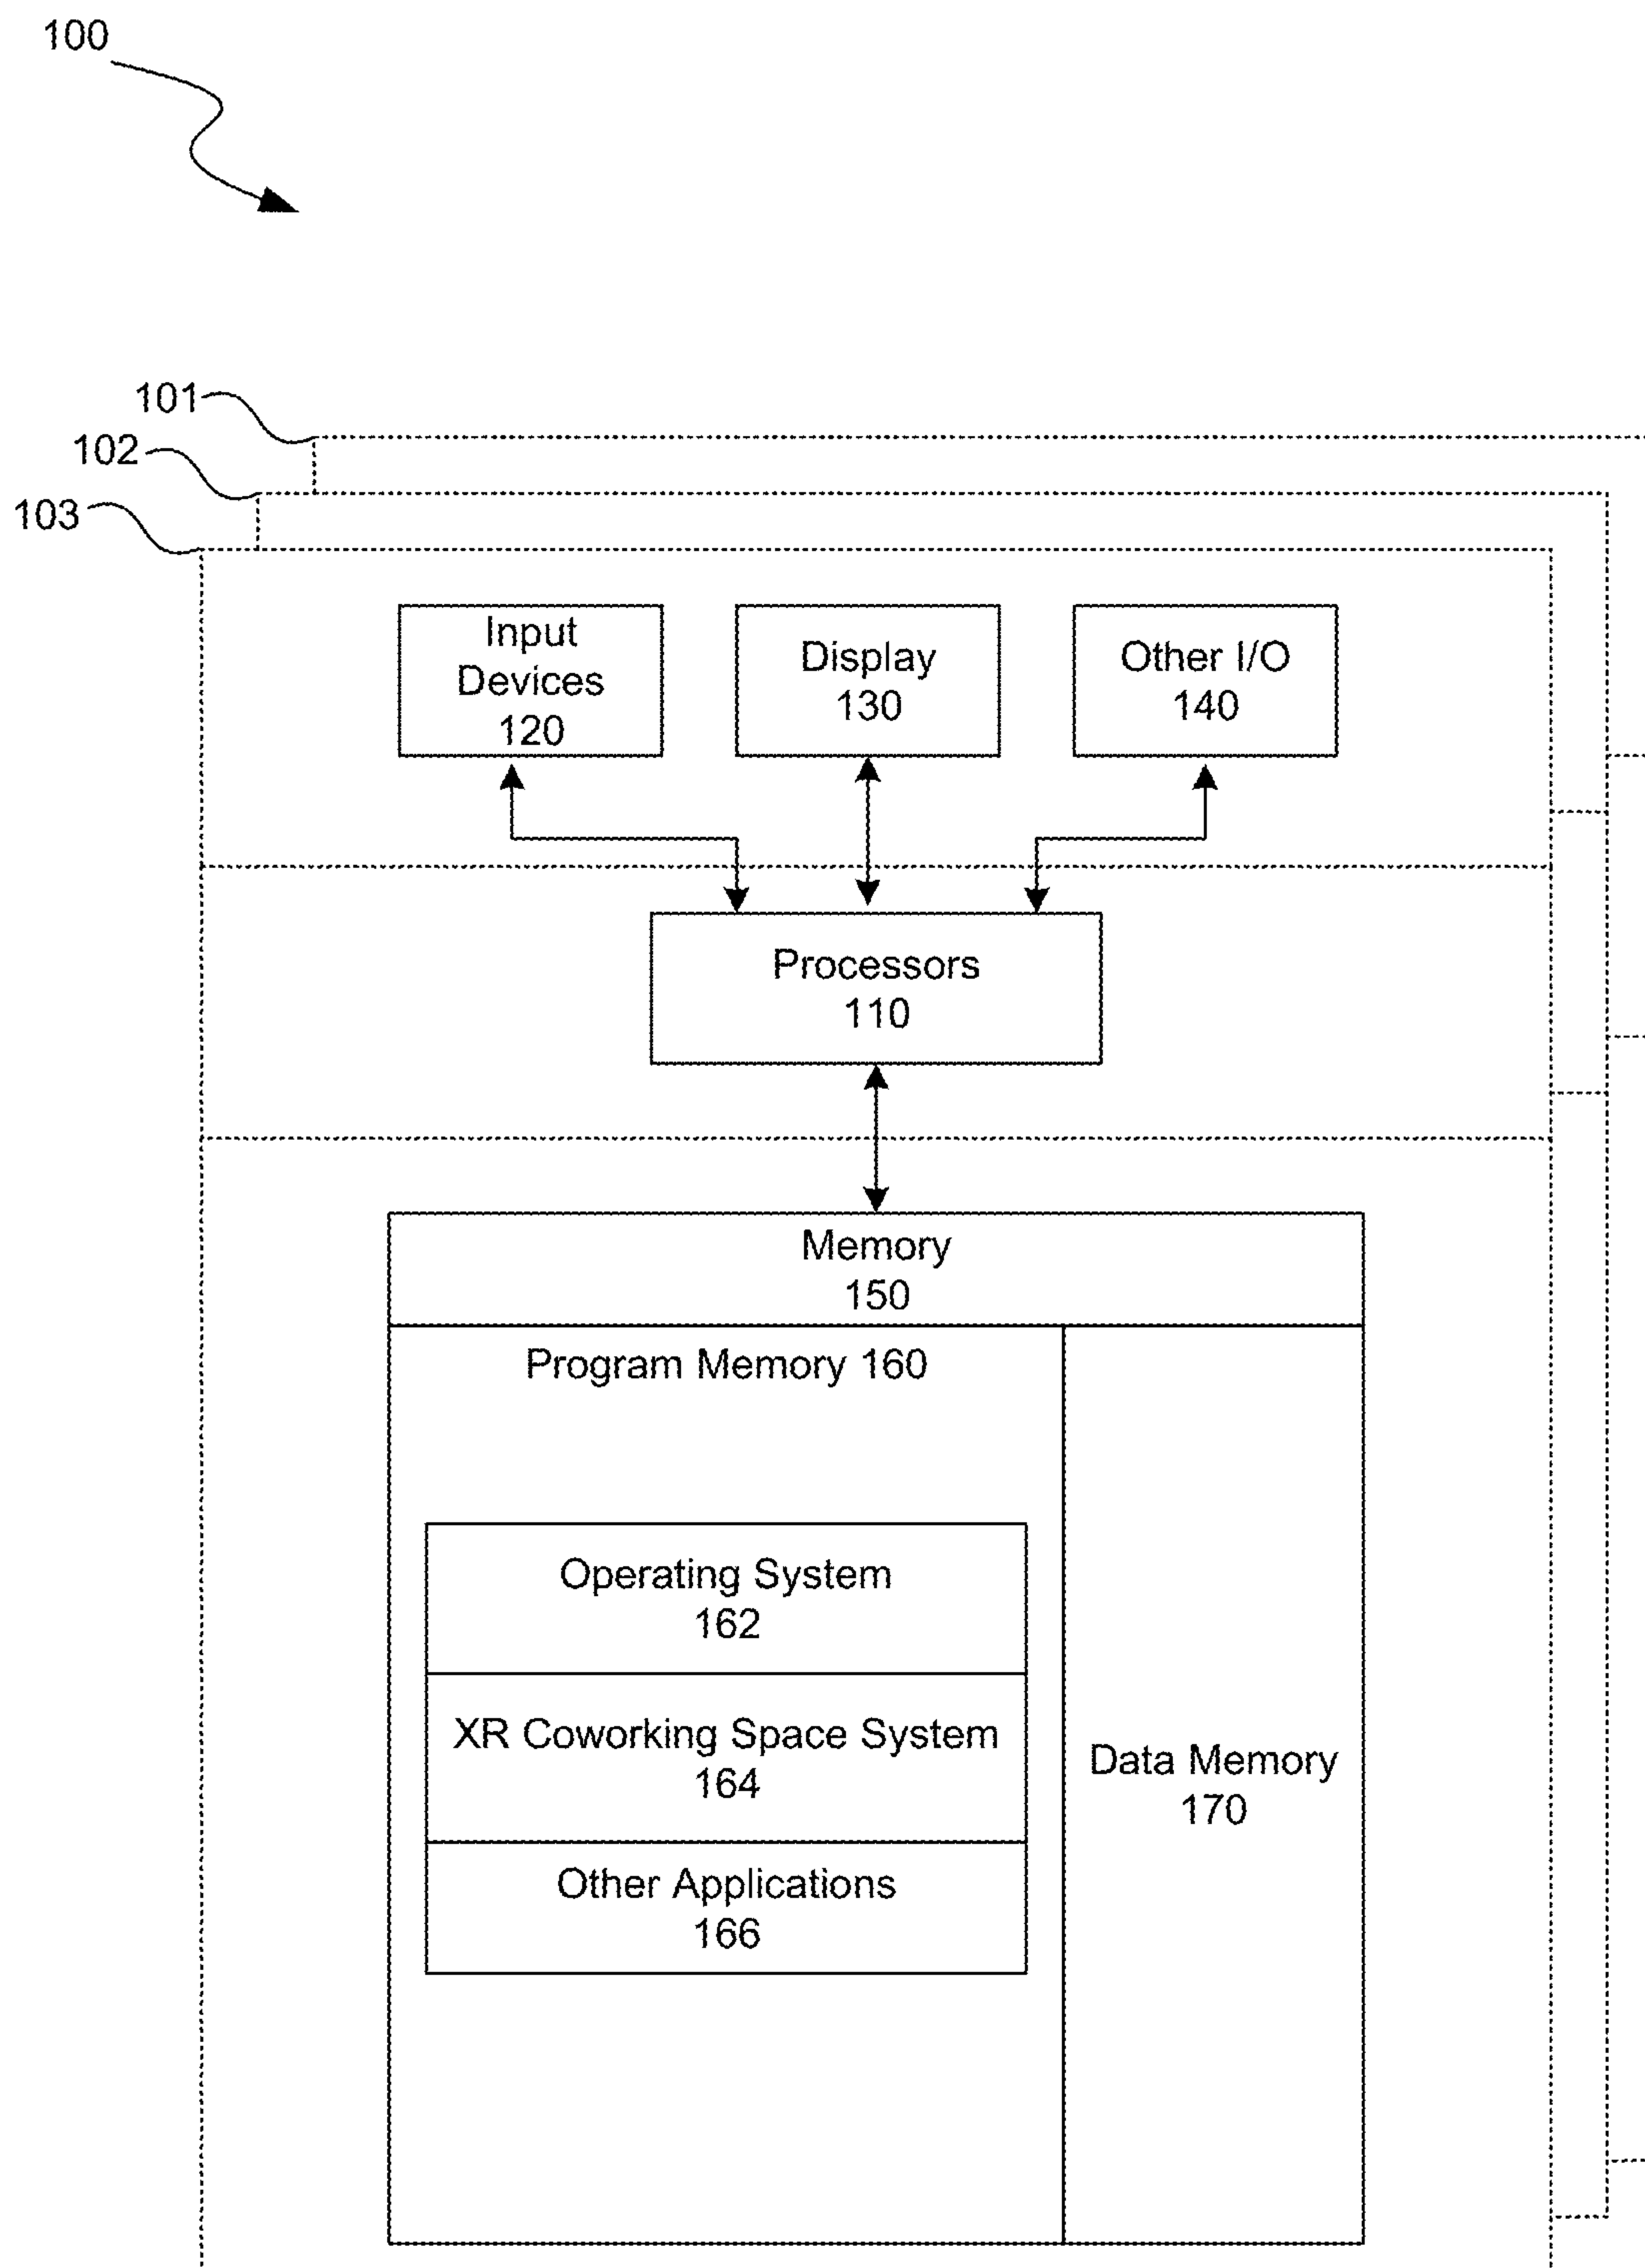 100
101
102
103
Input
Devices
120
Display
130
Other I/O
140
Processors
110
Memory
150
Program Memory 160
Operating System
162
XR Coworking Space System
164
Other Applications
166
Data Memory
170